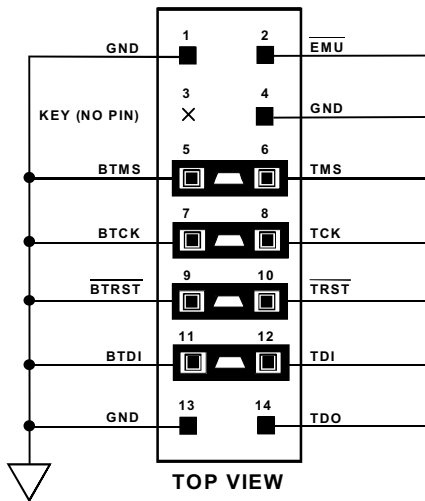 1 2
GND EMU
3 4
KEY (NO PIN) GND
5 6
BTMS TMS
7 8
BTCK TCK
9 10
BTRST TRST
11 12
BTDI TDI
13 14
GND TDO
TOP VIEW